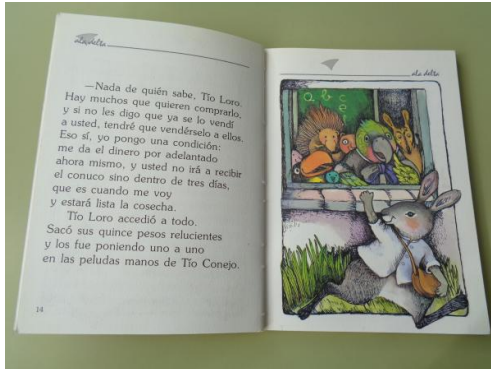 ala delta
—Nada de quién sabe, Tío Loro.
Hay muchos que quieren comprarlo,
y si no les digo que ya se lo vendí
a usted, tendré que vendérselo a ellos.
Eso sí, yo pongo una condición:
me da el dinero por adelantado
ahora mismo, y usted no irá a recibir
el conuco sino dentro de tres días,
que es cuando me voy
y estará lista la cosecha.
Tío Loro accedió a todo.
Sacó sus quince pesos relucientes
y los fue poniendo uno a uno
en las peludas manos de Tío Conejo.
14
ala delta
a b c